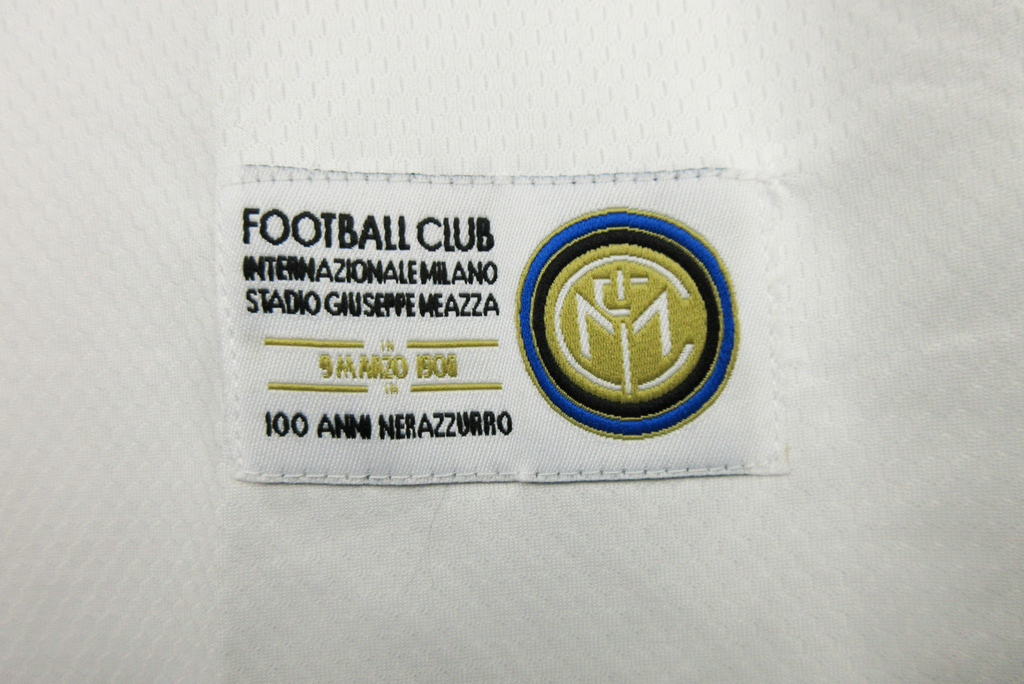 FOOTBALL CLUB
INTERNAZIONALE MILANO
STADIO GIUSEPPE MEAZZA
9 MARZO 1908
100 ANNI NERAZZURRO